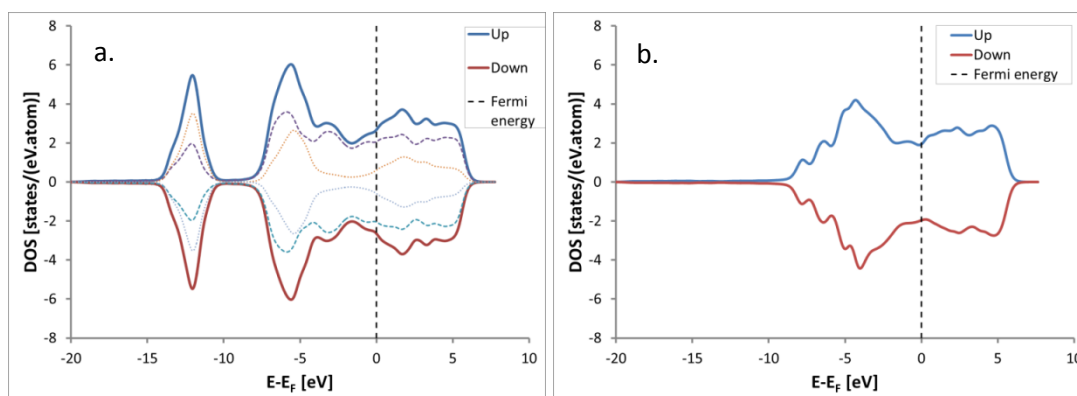 a.
Up
Down
Fermi
energy
8
6
4
2
0
-2
-4
-6
-8
-20
-15
-10
-5
0
5
10
DOS [states/(eV.atom)]
E-EF [eV]
b.
Up
Down
Fermi energy
8
6
4
2
0
-2
-4
-6
-8
-20
-15
-10
-5
0
5
10
DOS [states/(eV.atom)]
E-EF [eV]